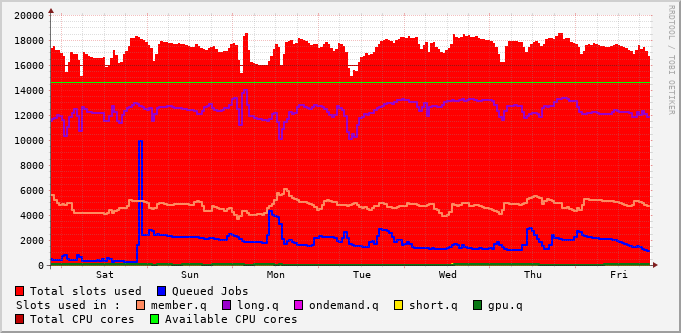 20000
18000
16000
14000
12000
10000
8000
6000
4000
2000
0
Sat Sun Mon Tue Wed Thu Fri
RRDTOOL / TOBI OETIKER
Total slots used Queued Jobs
Slots used in : member.q long.q ondemand.q short.q gpu.q
Total CPU cores Available CPU cores